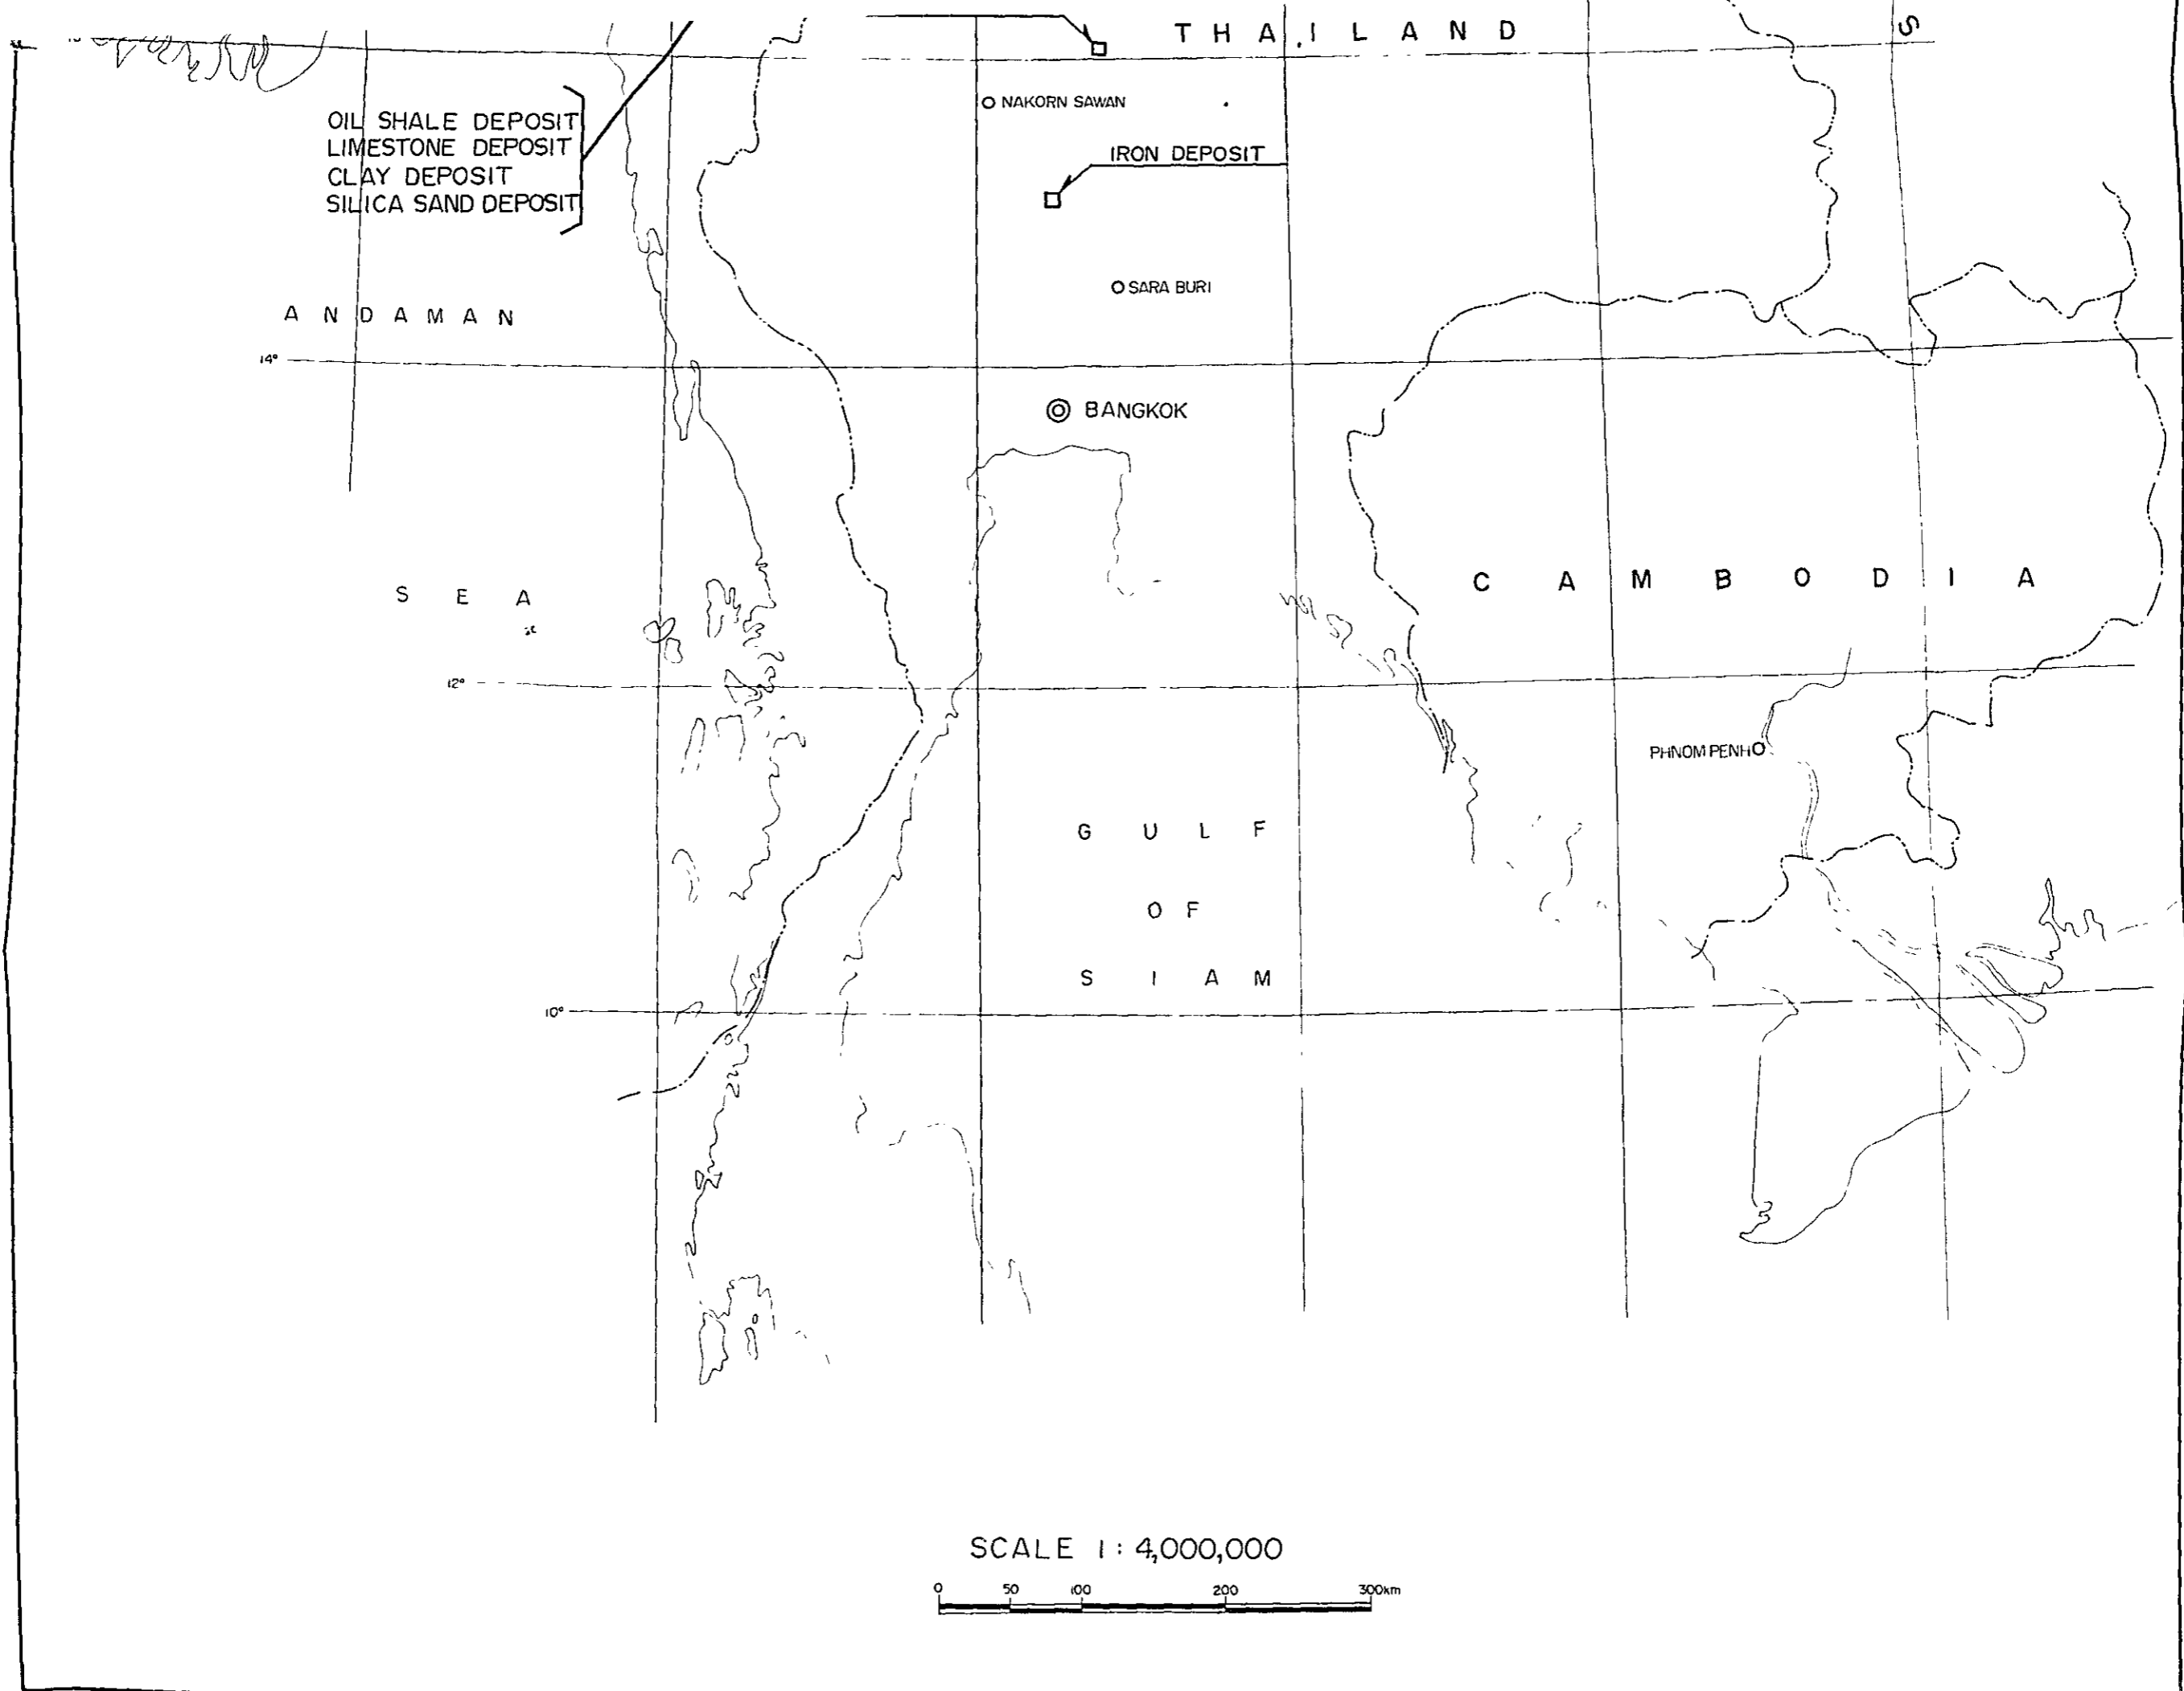 THAILAND
S
NAKORN SAWAN
OIL SHALE DEPOSIT
LIMESTONE DEPOSIT
CLAY DEPOSIT
SILICA SAND DEPOSIT
IRON DEPOSIT
SARA BURI
ANDAMAN
14°
BANGKOK
CAMBODIA
SEA
12°
PHNOM PENH
GULF
OF
SIAM
10°
SCALE 1:4,000,000
0 50 100 200 300km